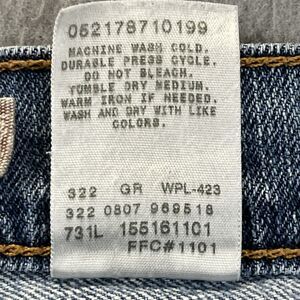 052178710199
MACHINE WASH COLD.
DURABLE PRESS CYCLE.
DO NOT BLEACH.
TUMBLE DRY MEDIUM.
WARM IRON IF NEEDED.
WASH AND DRY WITH LIKE
COLORS.
322 GR WPL-423
322 0807 969518
731L 155161101
FFC#1101